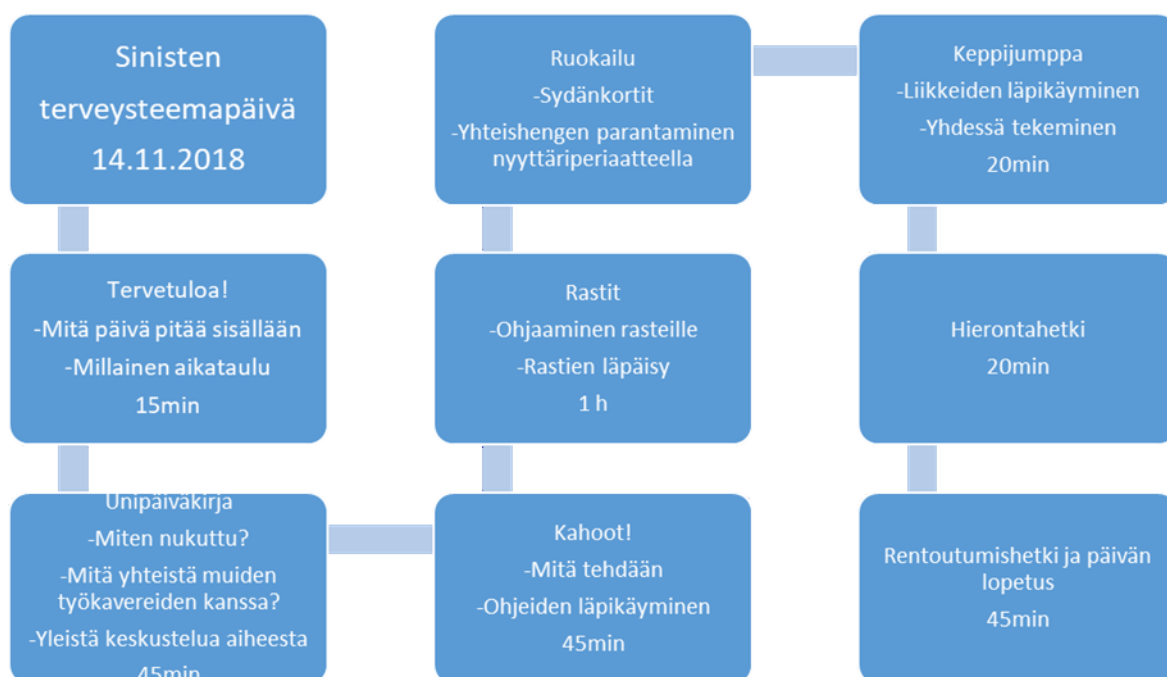 Sinisten
terveysteemapäivä
14.11.2018
Tervetuloa!
-Mitä päivä pitää sisällään
-Millainen aikataulu
15min
Unipäiväkirja
-Miten nukuttu?
-Mitä yhteistä muiden
työkavereiden kanssa?
-Yleistä keskustelua aiheesta
45min
Kahoot!
-Mitä tehdään
-Ohjeiden läpikäyminen
45min
Rastit
-Ohjaaminen rasteille
-Rastien läpäisy
1 h
Ruokailu
-Sydänkortit
-Yhteishengen parantaminen
nyyttäriperiaatteella
Keppijumppa
-Liikkeiden läpikäyminen
-Yhdessä tekeminen
20min
Hierontahetki
20min
Rentoutumishetki ja päivän
lopetus
45min